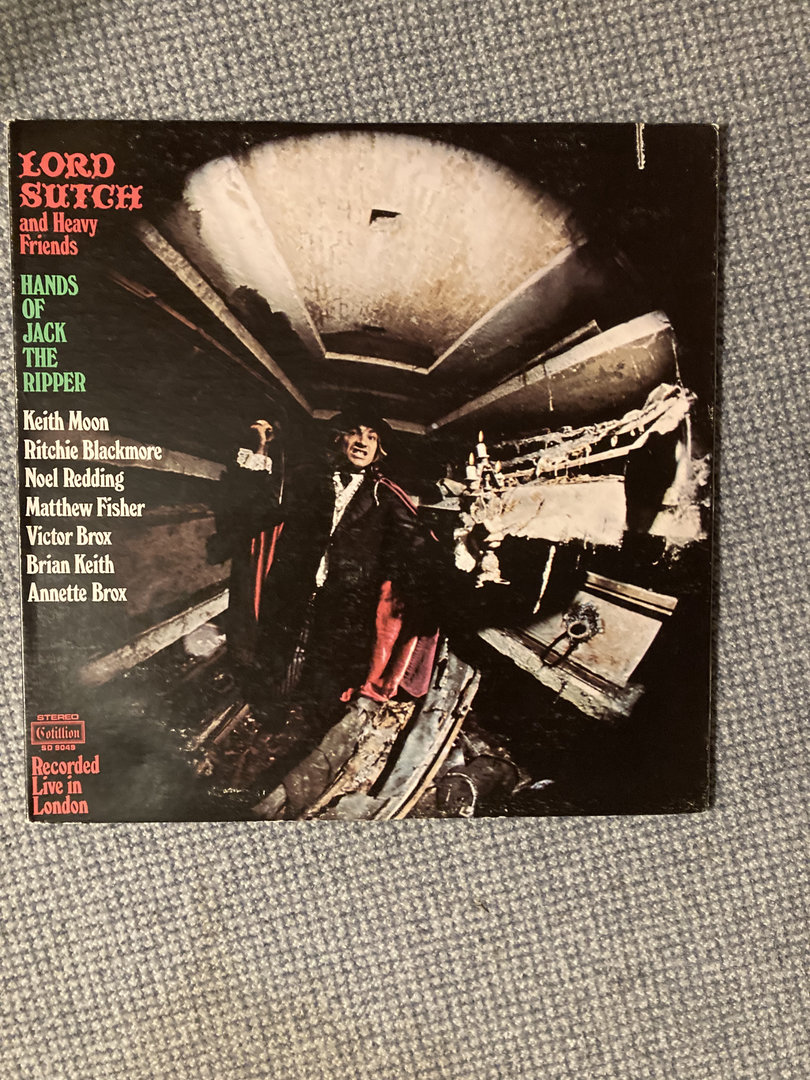 LORD
SUTCH
and Heavy
Friends
HANDS
OF
JACK
THE
RIPPER
Keith Moon
Ritchie Blackmore
Noel Redding
Matthew Fisher
Victor Brox
Brian Keith
Annette Brox
STEREO
Cotillion
SD 9049
Recorded
Live in
London